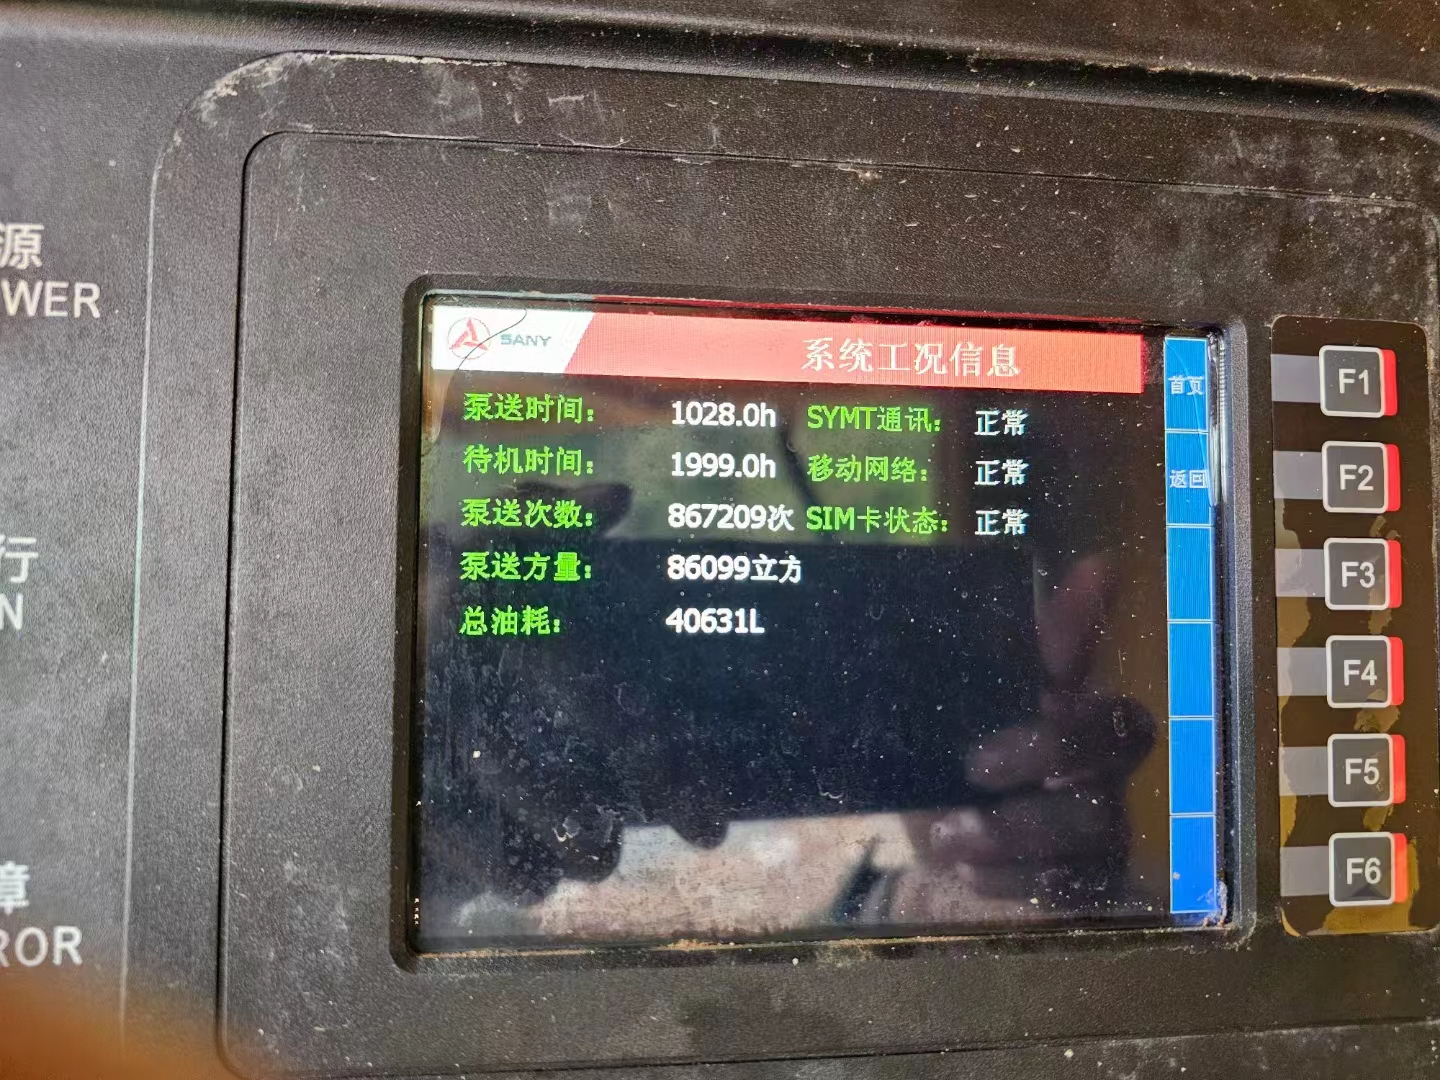 源
WER
行
N
障
ROR
SANY
系统工况信息
泵送时间： 1028.0h SYMT通讯： 正常
待机时间： 1999.0h 移动网络： 正常
泵送次数： 867209次 SIM卡状态： 正常
泵送方量： 86099立方
总油耗： 40631L
首页
返回
F1
F2
F3
F4
F5
F6